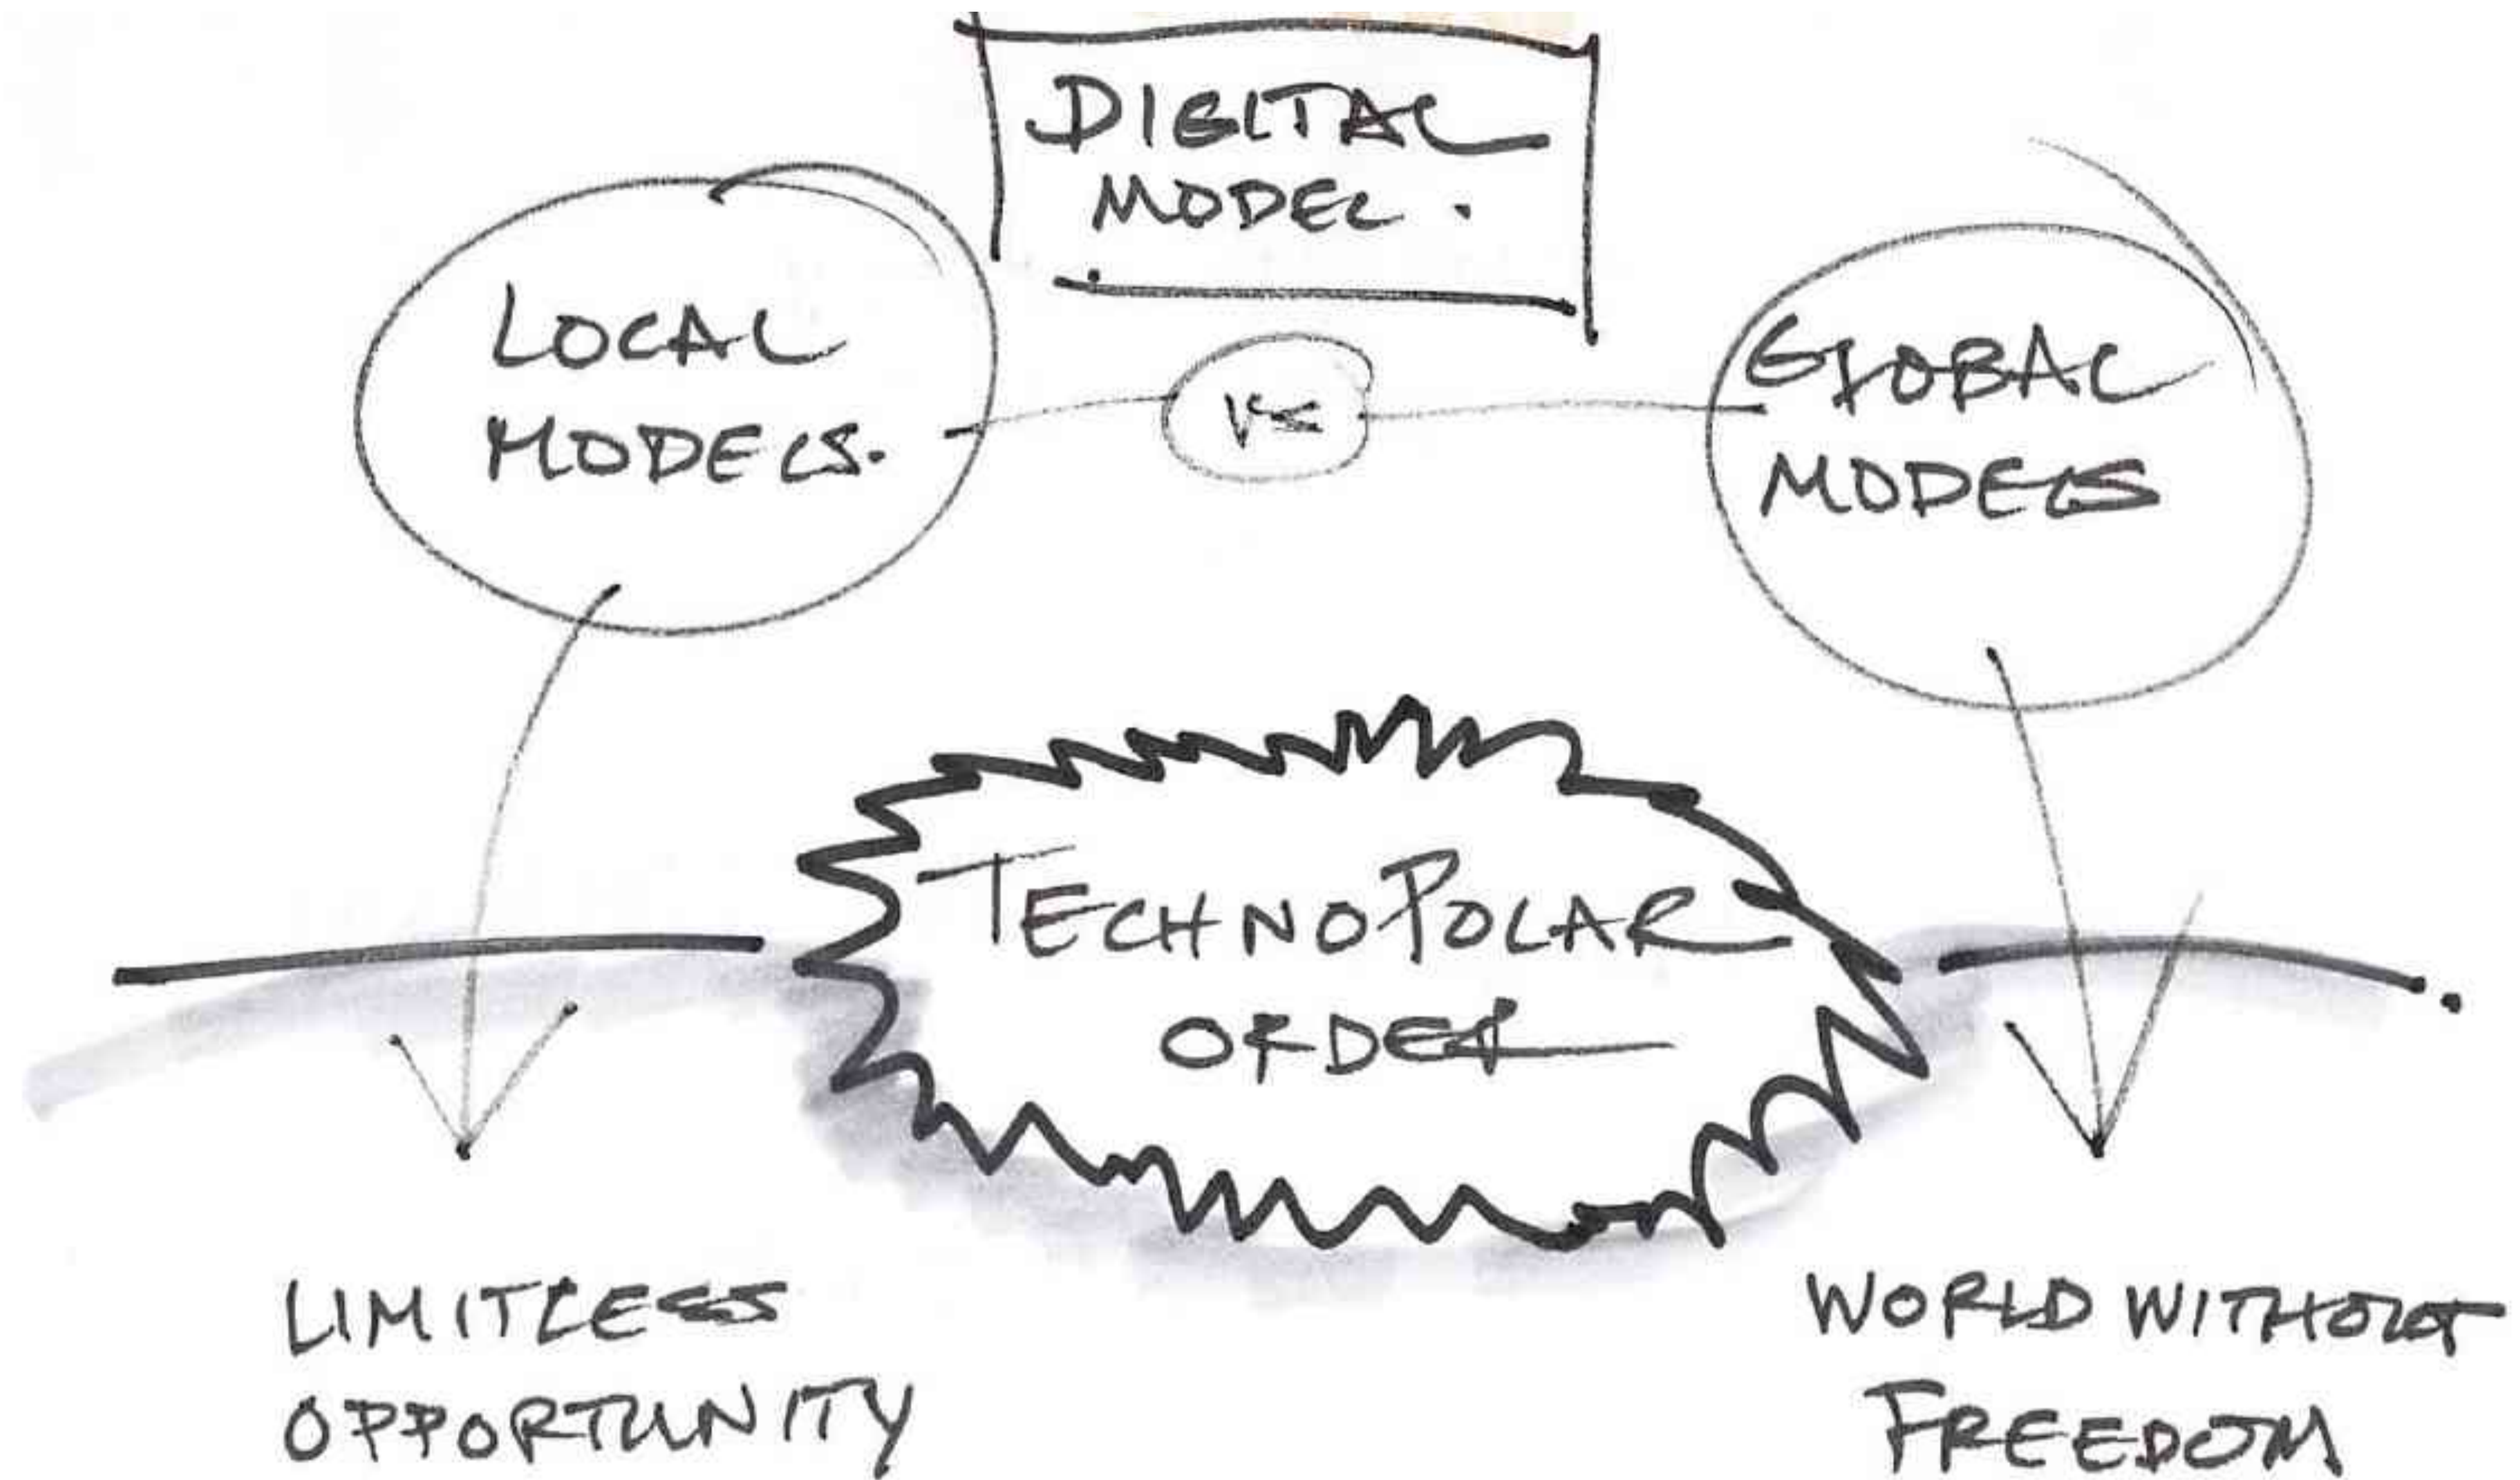 DIGITAL
MODEL.
LOCAL
MODELS.
VS
GLOBAL
MODELS
TECHNOPOLAR
ORDER
LIMITLESS
OPPORTUNITY
WORLD WITHOUT
FREEDOM